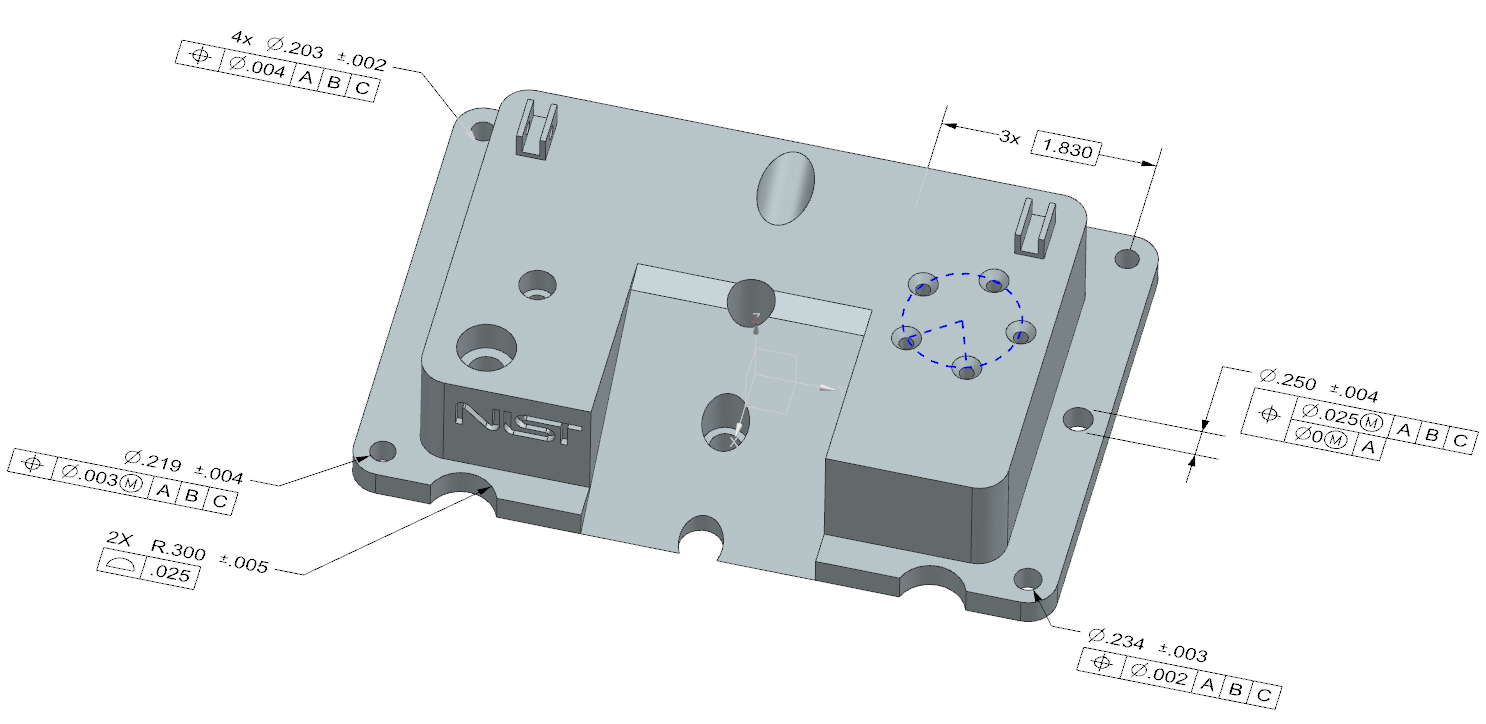 4x ⌀.203 ±.002
⌖ ⌀.004 A B C
3x 1.830
⌀.250 ±.004
⌖ ⌀.025Ⓜ A B C
⌀0Ⓜ A
NIST
⌀.219 ±.004
⌖ ⌀.003Ⓜ A B C
2X R.300 ±.005
⌓ .025
⌀.234 ±.003
⌖ ⌀.002 A B C